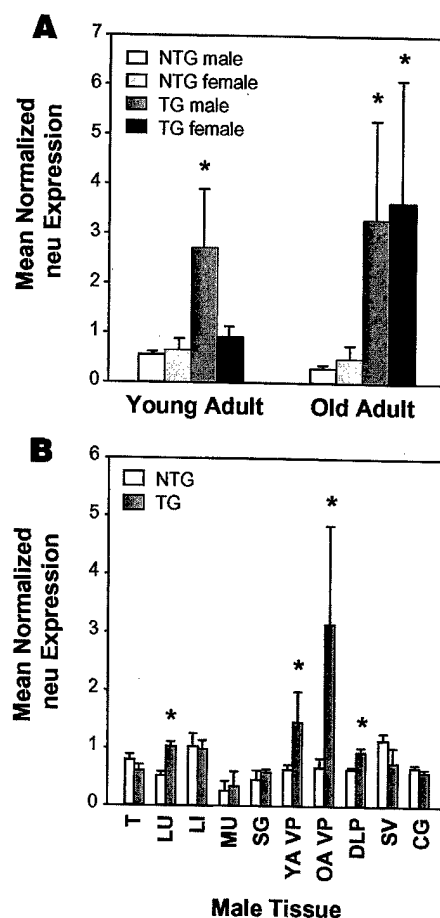 A
Mean Normalized
neu Expression
7
6
5
4
3
2
1
0
NTG male
NTG female
TG male
TG female
*
*
*
Young Adult
Old Adult
B
Mean Normalized
neu Expression
6
5
4
3
2
1
0
NTG
TG
*
*
*
*
T
LU
LI
MU
SG
YA VP
OA VP
DLP
SV
CG
Male Tissue